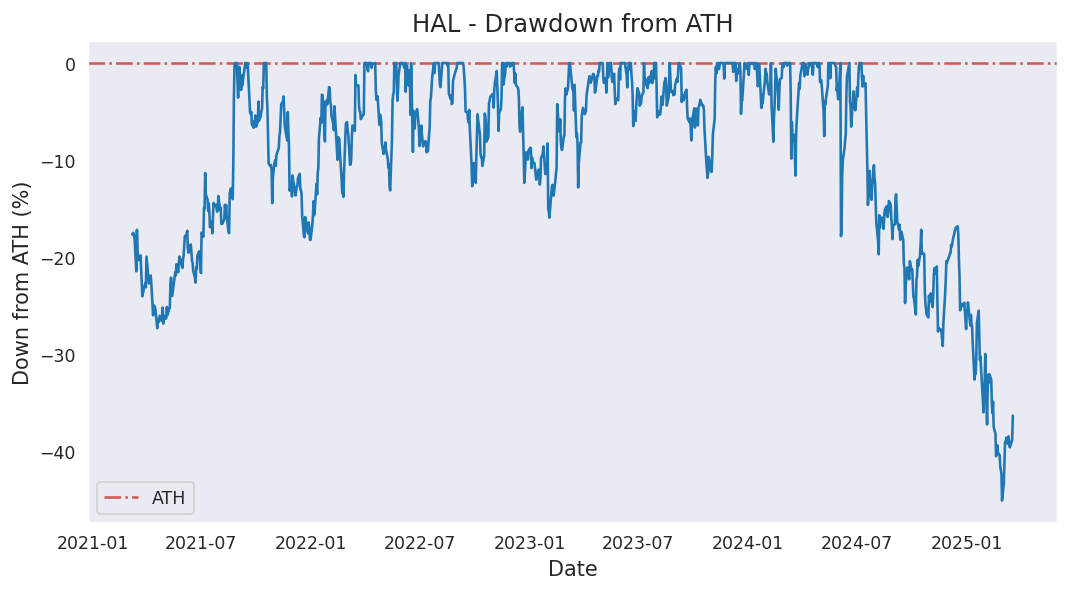 HAL - Drawdown from ATH
Down from ATH (%)
0
−10
−20
−30
−40
ATH
2021-01 2021-07 2022-01 2022-07 2023-01 2023-07 2024-01 2024-07 2025-01
Date